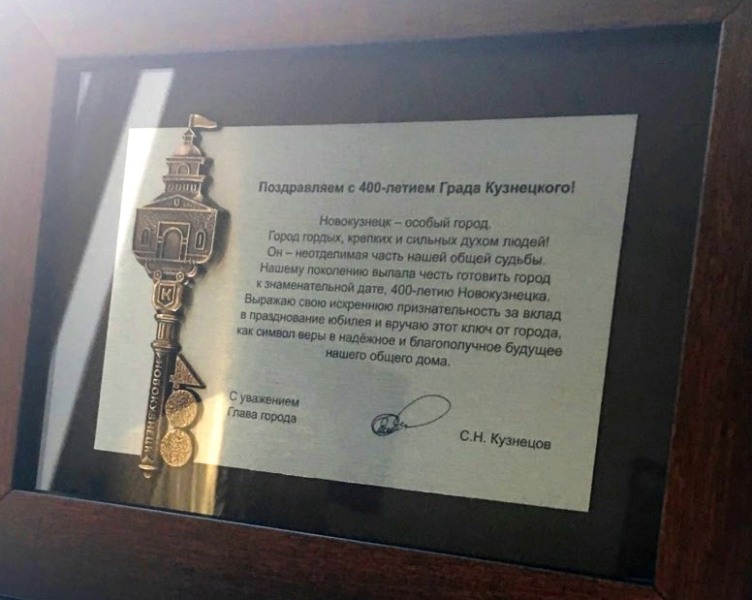 Поздравляем с 400-летием Града Кузнецкого!
Новокузнецк – особый город.
Город гордых, крепких и сильных духом людей!
Он – неотделимая часть нашей общей судьбы.
Нашему поколению выпала честь готовить город
к знаменательной дате, 400-летию Новокузнецка.
Выражаю свою искреннюю признательность за вклад
в празднование юбилея и вручаю этот ключ от города,
как символ веры в надёжное и благополучное будущее
нашего общего дома.
С уважением
Глава города
С.Н. Кузнецов
К
НОВОКУЗНЕЦК
400